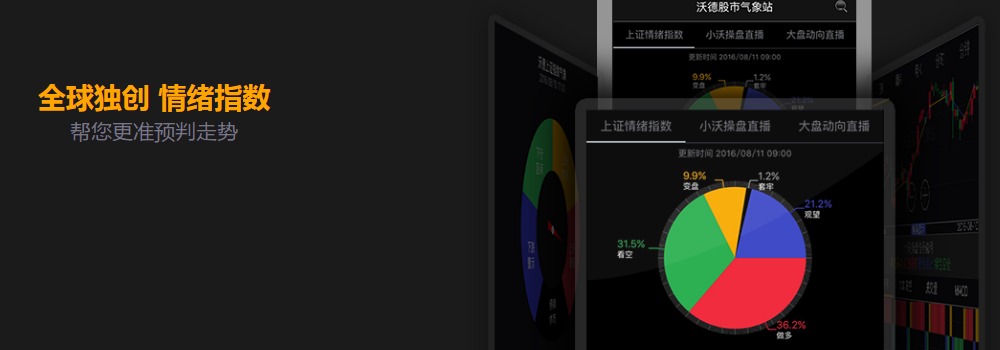 全球独创 情绪指数
帮您更准预判走势
沃德股市气象站
上证情绪指数 小沃操盘直播 大盘动向直播
更新时间 2016/08/11 09:00
9.9% 1.2%
变盘 套牢
上证情绪指数 小沃操盘直播 大盘动向直播
更新时间 2016/08/11 09:00
9.9% 1.2%
变盘 套牢
21.2%
观望
31.5%
看空
36.2%
做多